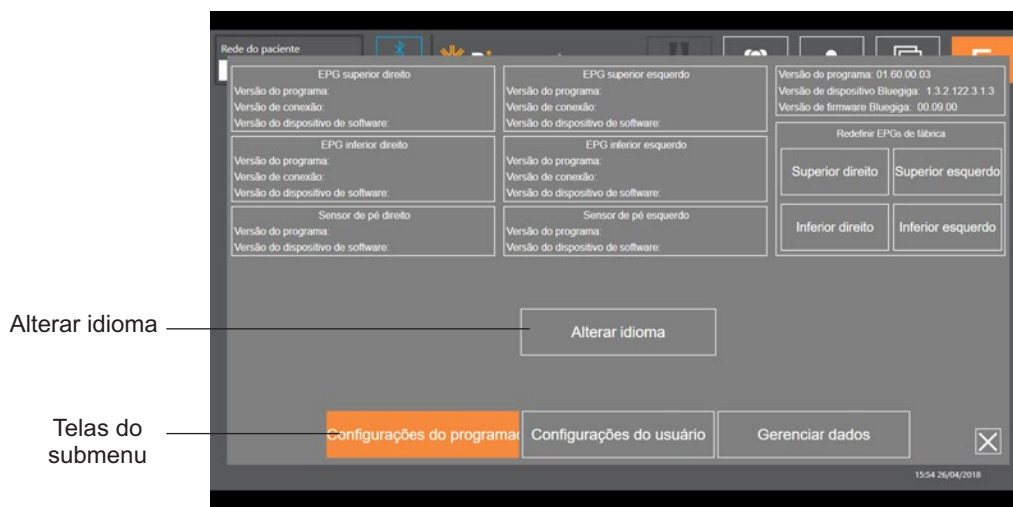 Rede do paciente
EPG superior direito
Versão do programa:
Versão de conexão:
Versão do dispositivo de software:
EPG superior esquerdo
Versão do programa:
Versão de conexão:
Versão do dispositivo de software:
Versão do programa: 01.60.00.03
Versão de dispositivo Bluegiga: 1.3.2.122.3.1.3
Versão de firmware Bluegiga: 00.09.00
EPG inferior direito
Versão do programa:
Versão de conexão:
Versão do dispositivo de software:
EPG inferior esquerdo
Versão do programa:
Versão de conexão:
Versão do dispositivo de software:
Redefinir EPGs de fábrica
Superior direito
Superior esquerdo
Inferior direito
Inferior esquerdo
Sensor de pé direito
Versão do programa:
Versão do dispositivo de software:
Sensor de pé esquerdo
Versão do programa:
Versão do dispositivo de software:
Alterar idioma
Alterar idioma
Telas do
submenu
Configurações do programad
Configurações do usuário
Gerenciar dados
15:54 26/04/2018